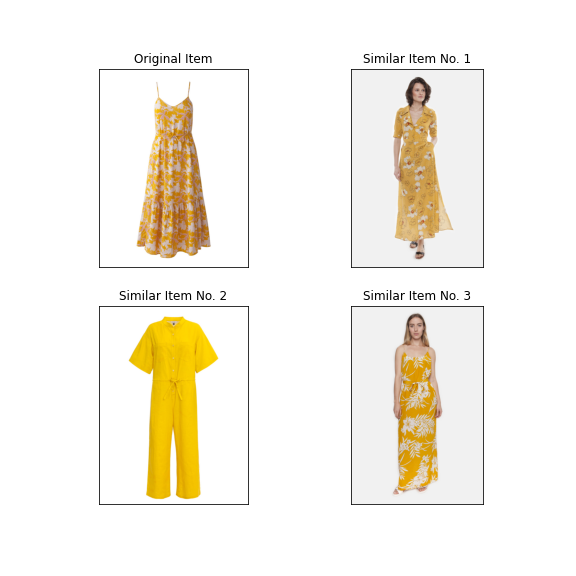 Original Item
Similar Item No. 1
Similar Item No. 2
Similar Item No. 3